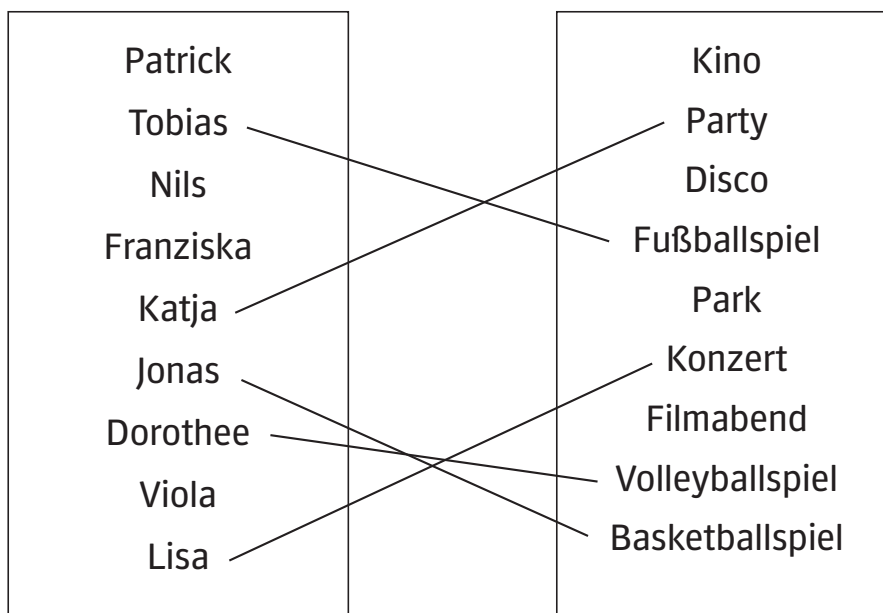 Patrick
Tobias
Nils
Franziska
Katja
Jonas
Dorothee
Viola
Lisa
Kino
Party
Disco
Fußballspiel
Park
Konzert
Filmabend
Volleyballspiel
Basketballspiel